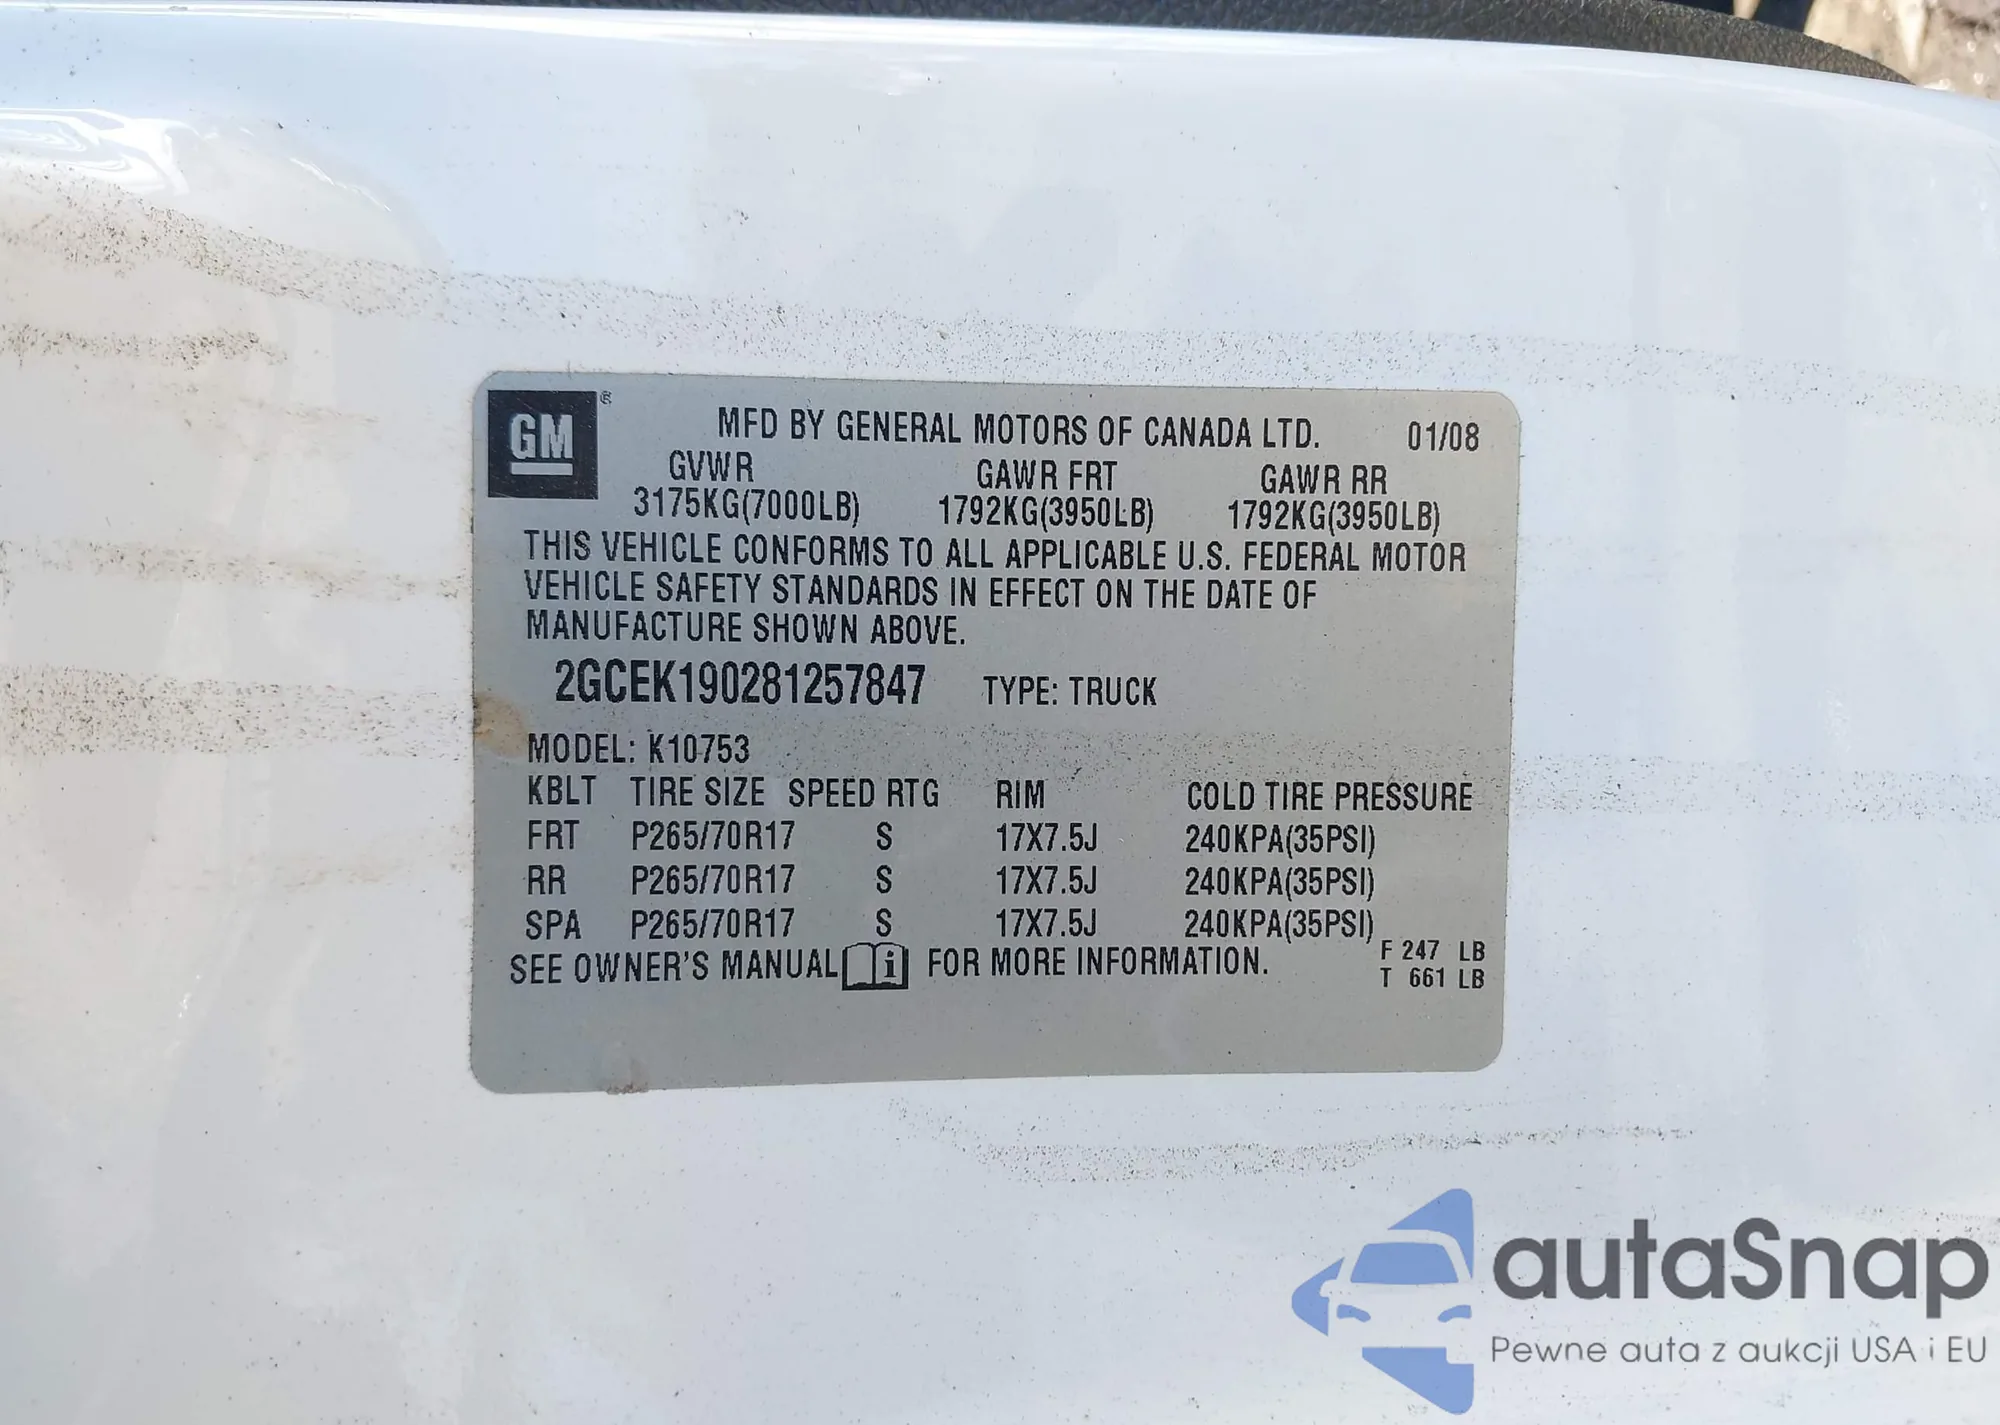 GM ® MFD BY GENERAL MOTORS OF CANADA LTD. 01/08
GVWR GAWR FRT GAWR RR
3175KG(7000LB) 1792KG(3950LB) 1792KG(3950LB)
THIS VEHICLE CONFORMS TO ALL APPLICABLE U.S. FEDERAL MOTOR
VEHICLE SAFETY STANDARDS IN EFFECT ON THE DATE OF
MANUFACTURE SHOWN ABOVE.
2GCEK190281257847 TYPE: TRUCK
MODEL: K10753
KBLT TIRE SIZE SPEED RTG RIM COLD TIRE PRESSURE
FRT P265/70R17 S 17X7.5J 240KPA(35PSI)
RR P265/70R17 S 17X7.5J 240KPA(35PSI)
SPA P265/70R17 S 17X7.5J 240KPA(35PSI)
SEE OWNER'S MANUAL i FOR MORE INFORMATION. F 247 LB
T 661 LB
autaSnap
Pewne auta z aukcji USA i EU